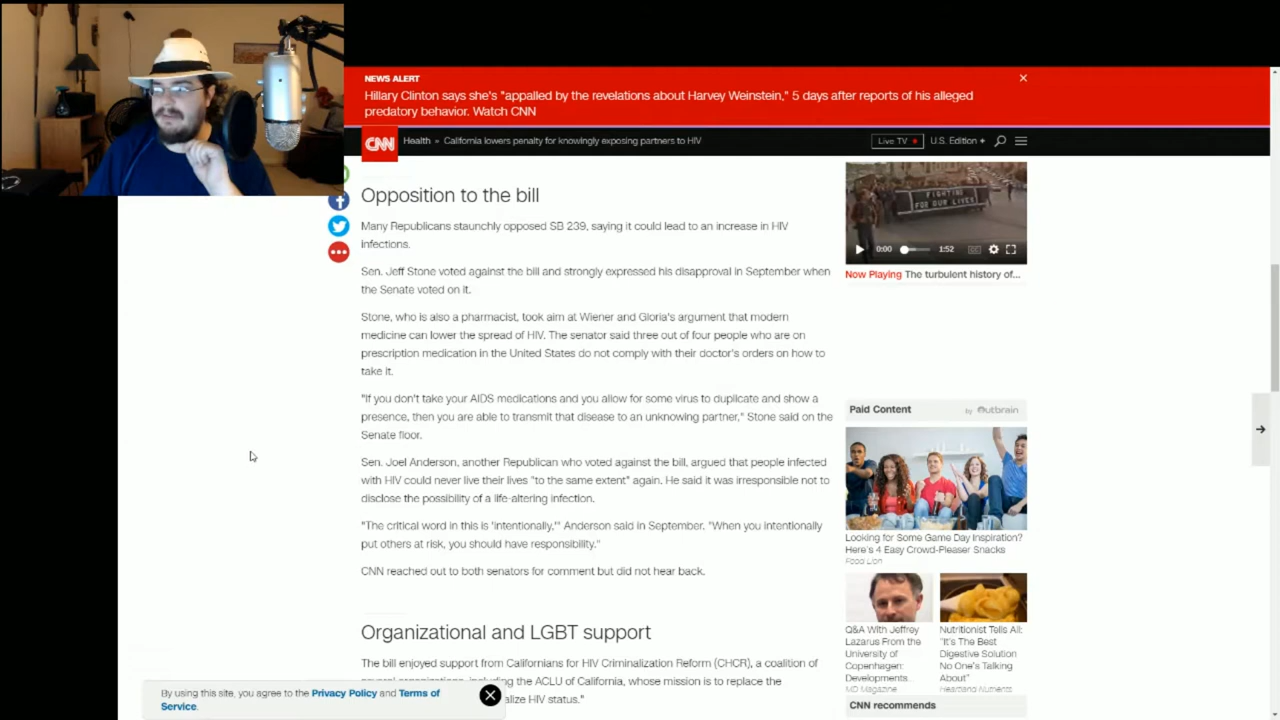 NEWS ALERT
Hillary Clinton says she's "appalled by the revelations about Harvey Weinstein," 5 days after reports of his alleged
predatory behavior. Watch CNN
CNN
Health » California lowers penalty for knowingly exposing partners to HIV
Live TV
U.S. Edition +
Opposition to the bill
Many Republicans staunchly opposed SB 239, saying it could lead to an increase in HIV
infections.
Sen. Jeff Stone voted against the bill and strongly expressed his disapproval in September when
the Senate voted on it.
Stone, who is also a pharmacist, took aim at Wiener and Gloria's argument that modern
medicine can lower the spread of HIV. The senator said three out of four people who are on
prescription medication in the United States do not comply with their doctor's orders on how to
take it.
"If you don't take your AIDS medications and you allow for some virus to duplicate and show a
presence, then you are able to transmit that disease to an unknowing partner," Stone said on the
Senate floor.
Sen. Joel Anderson, another Republican who voted against the bill, argued that people infected
with HIV could never live their lives "to the same extent" again. He said it was irresponsible not to
disclose the possibility of a life-altering infection.
"The critical word in this is 'intentionally,'" Anderson said in September. "When you intentionally
put others at risk, you should have responsibility."
CNN reached out to both senators for comment but did not hear back.
Organizational and LGBT support
The bill enjoyed support from Californians for HIV Criminalization Reform (CHCR), a coalition of
including the ACLU of California, whose mission is to replace the
alize HIV status."
By using this site, you agree to the Privacy Policy and Terms of
Service.
FIGHTING
FOR OUR LIVES
0:00
1:52
Now Playing The turbulent history of...
Paid Content
by Outbrain
Looking for Some Game Day Inspiration?
Here's 4 Easy Crowd-Pleaser Snacks
Food Lion
Q&A With Jeffrey
Lazarus From the
University of
Copenhagen:
Developments...
MD Magazine
Nutritionist Tells All:
"It's The Best
Digestive Solution
No One's Talking
About"
Heartland Nutrients
CNN recommends